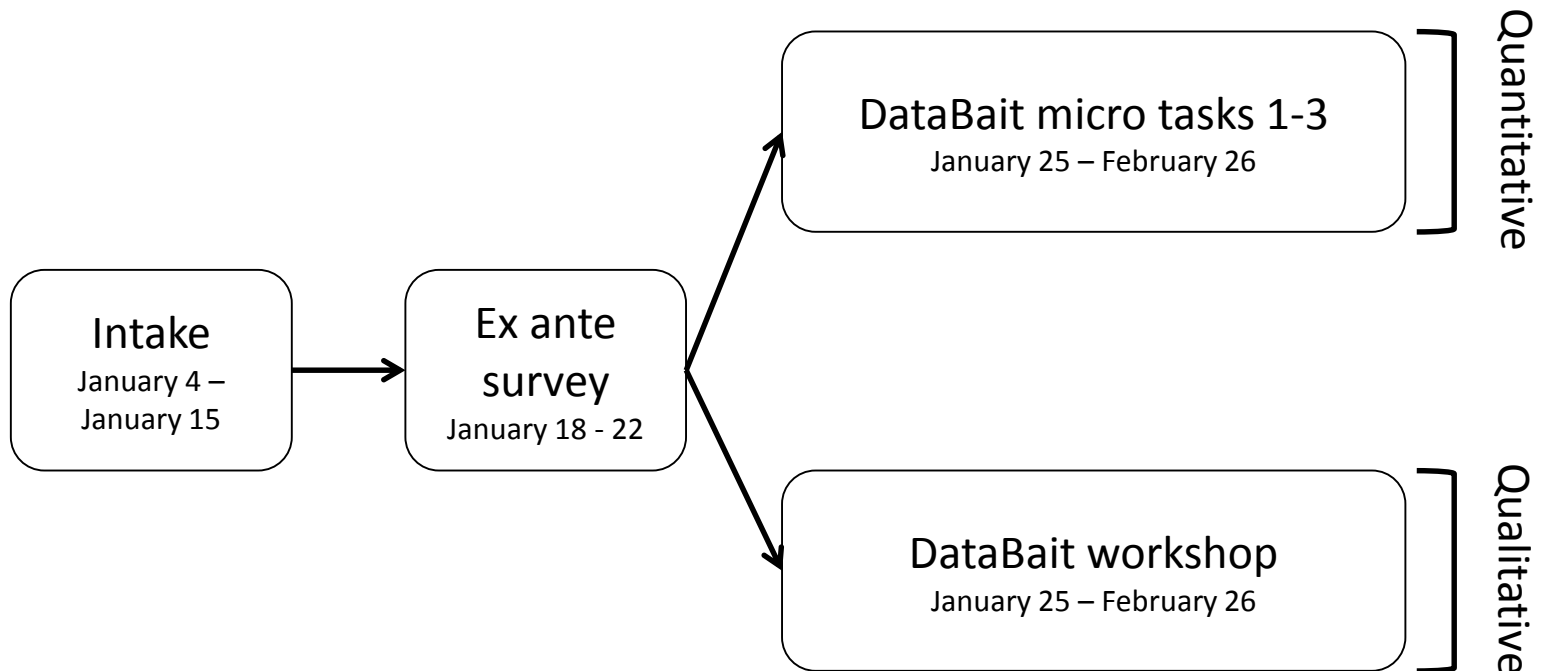 Intake
January 4 –
January 15
Ex ante
survey
January 18 - 22
DataBait micro tasks 1-3
January 25 – February 26
Quantitative
DataBait workshop
January 25 – February 26
Qualitative